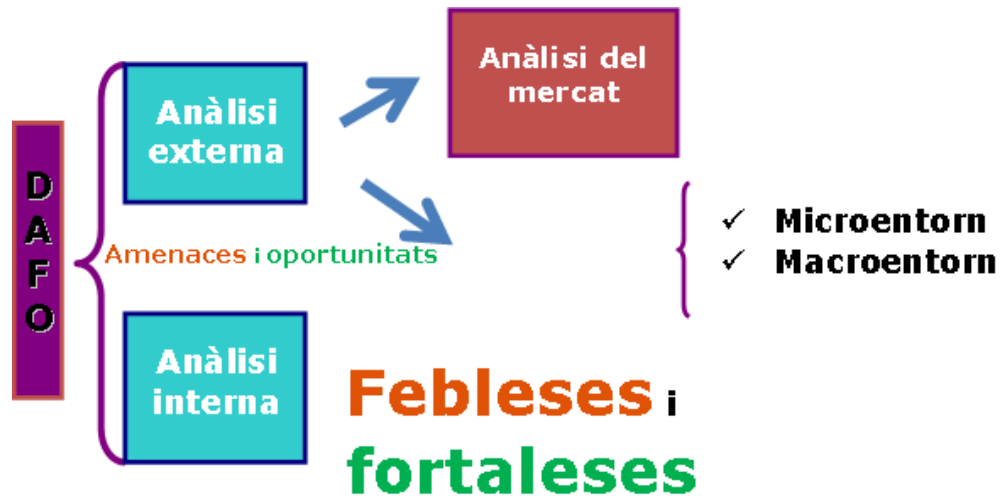 DAFO
Anàlisi
externa
Anàlisi del
mercat
Amenaces i oportunitats
✓ Microentorn
✓ Macroentorn
Anàlisi
interna
Febleses i
fortaleses